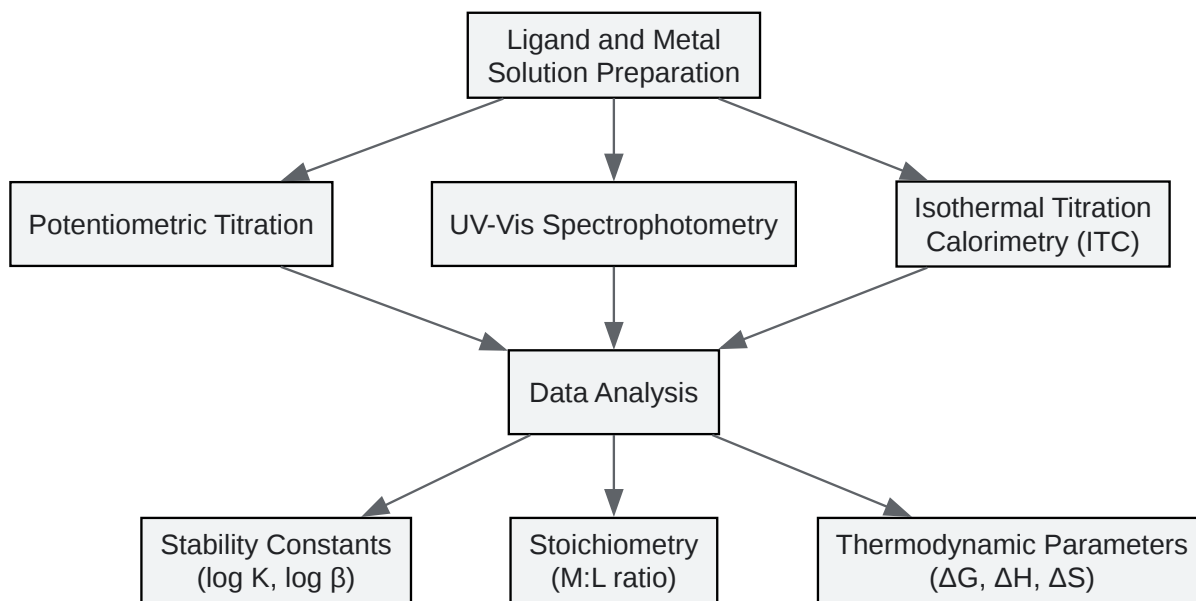 Ligand and Metal
Solution Preparation
Potentiometric Titration
UV-Vis Spectrophotometry
Isothermal Titration
Calorimetry (ITC)
Data Analysis
Stability Constants
(log K, log β)
Stoichiometry
(M:L ratio)
Thermodynamic Parameters
(ΔG, ΔH, ΔS)